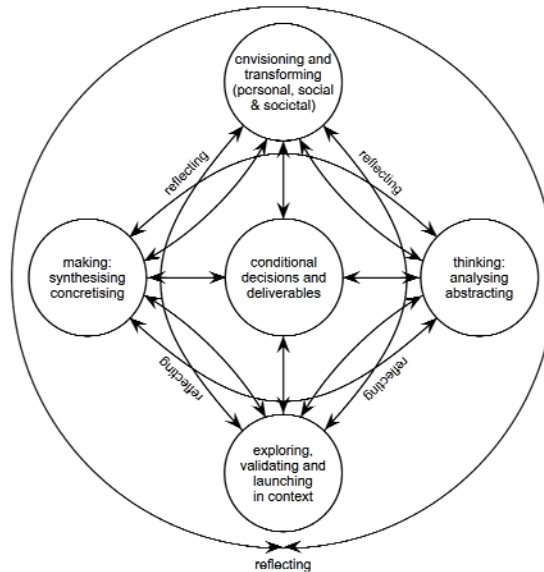 envisioning and
transforming
(personal, social
& societal)
reflecting
reflecting
making:
synthesising
concretising
conditional
decisions and
deliverables
thinking:
analysing
abstracting
reflecting
reflecting
exploring,
validating and
launching
in context
reflecting